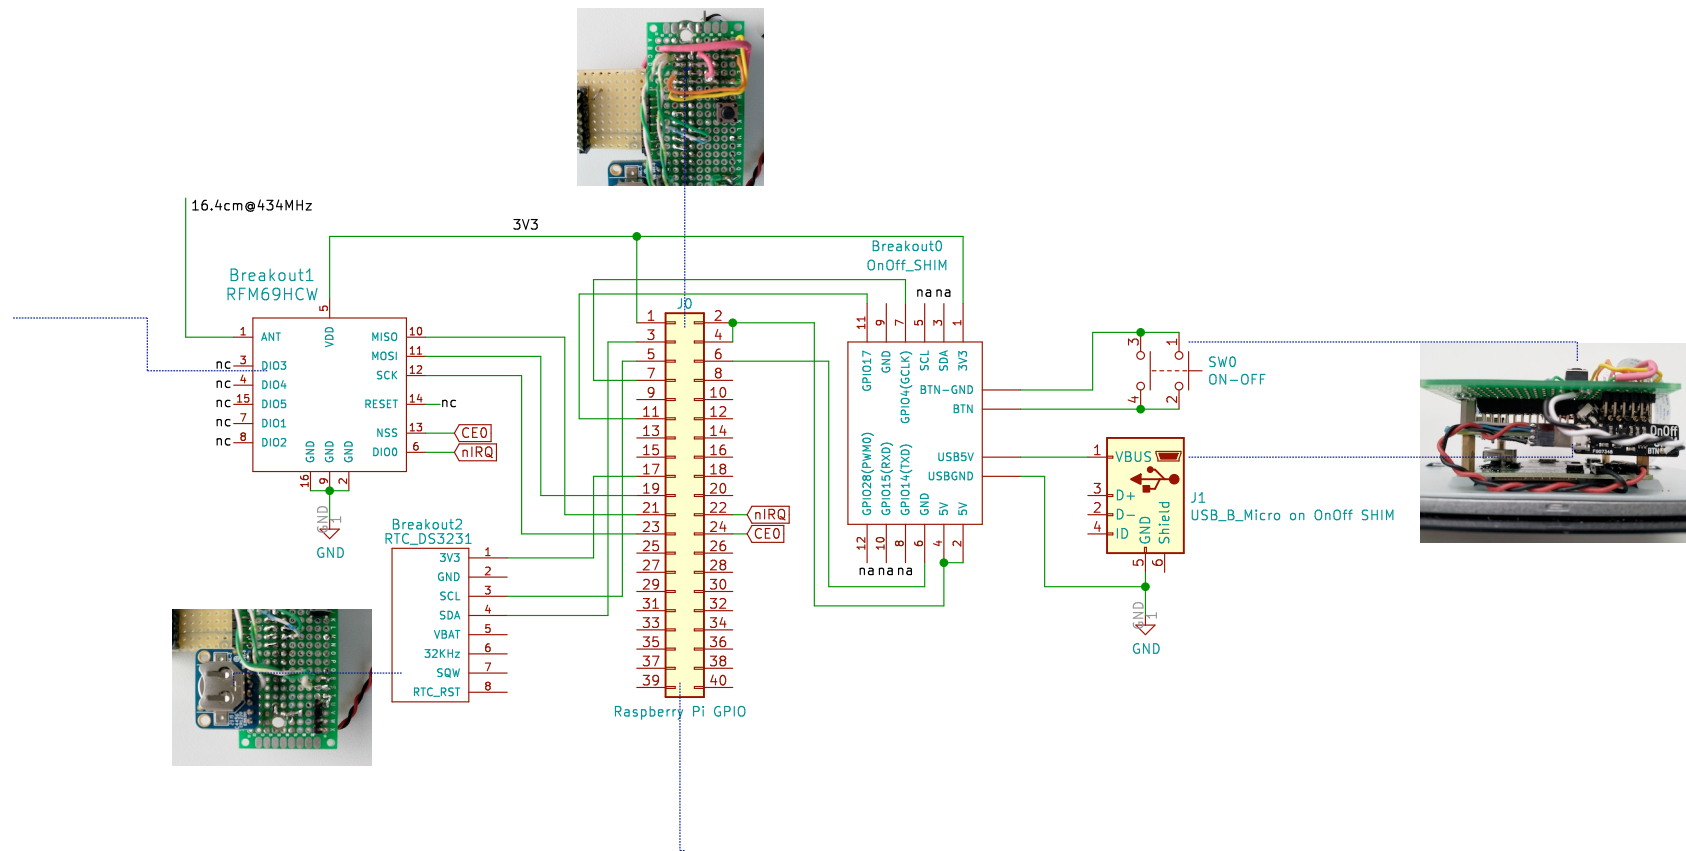 16.4cm@434MHz
3V3
Breakout1
RFM69HCW
1
ANT
VDD
5
MISO
10
MOSI
11
SCK
12
nc
3
DIO3
nc
4
DIO4
nc
15
DIO5
RESET
14
nc
nc
7
DIO1
nc
8
DIO2
NSS
13
CE0
DIO0
6
nIRQ
GND
GND
GND
16
9
2
GND
1
GND
Breakout2
RTC_DS3231
3V3
1
GND
2
SCL
3
SDA
4
VBAT
5
32KHz
6
SQW
7
RTC_RST
8
J0
1
2
3
4
5
6
7
8
9
10
11
12
13
14
15
16
17
18
19
20
21
22
nIRQ
23
24
CE0
25
26
27
28
29
30
31
32
33
34
35
36
37
38
39
40
Raspberry Pi GPIO
Breakout0
OnOff_SHIM
na
na
11
9
7
5
3
1
GPIO17
GND
GPIO4(GCLK)
SCL
SDA
3V3
BTN-GND
BTN
USB5V
USBGND
GPIO28(PWM0)
GPIO15(RXD)
GPIO14(TXD)
GND
5V
5V
12
10
8
6
4
2
na
na
na
3
1
4
2
SW0
ON-OFF
1
VBUS
3
D+
2
D-
4
ID
GND
Shield
5
6
J1
USB_B_Micro on OnOff SHIM
GND
1
GND
OnOff
BTN